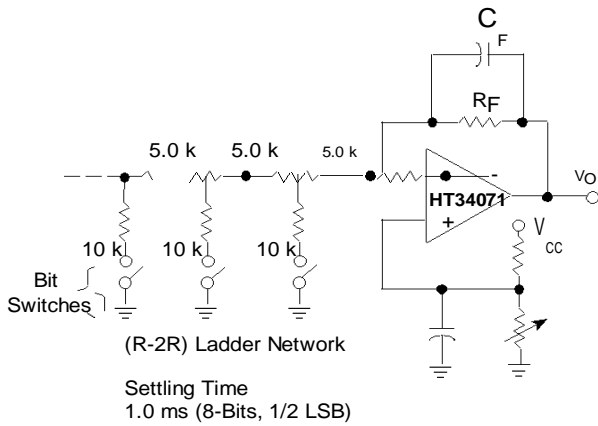 C
F
R F
5.0 k 5.0 k 5.0 k
-
HT34071
+
VO
V
CC
10 k 10 k 10 k
Bit
Switches
(R-2R) Ladder Network
Settling Time
1.0 ms (8-Bits, 1/2 LSB)